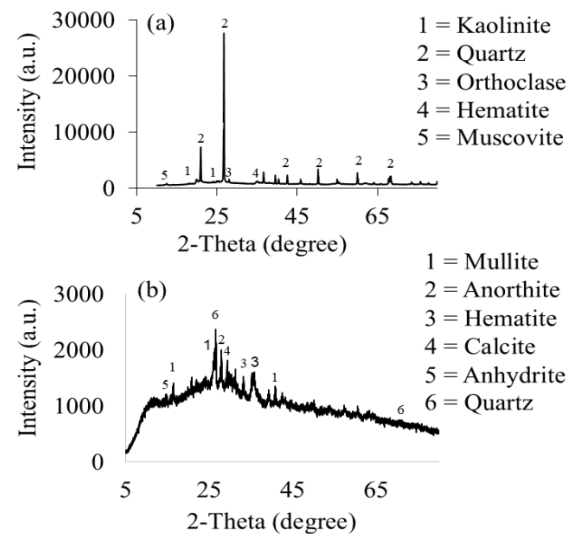 (a)
30000
20000
10000
0
Intensity (a.u.)
2
2
5
1
1
3
4
2
2
2
2
5
25
45
65
2-Theta (degree)
1 = Kaolinite
2 = Quartz
3 = Orthoclase
4 = Hematite
5 = Muscovite
(b)
3000
2000
1000
0
Intensity (a.u.)
6
1
2
4
5
1
3
3
1
6
5
25
45
65
2-Theta (degree)
1 = Mullite
2 = Anorthite
3 = Hematite
4 = Calcite
5 = Anhydrite
6 = Quartz